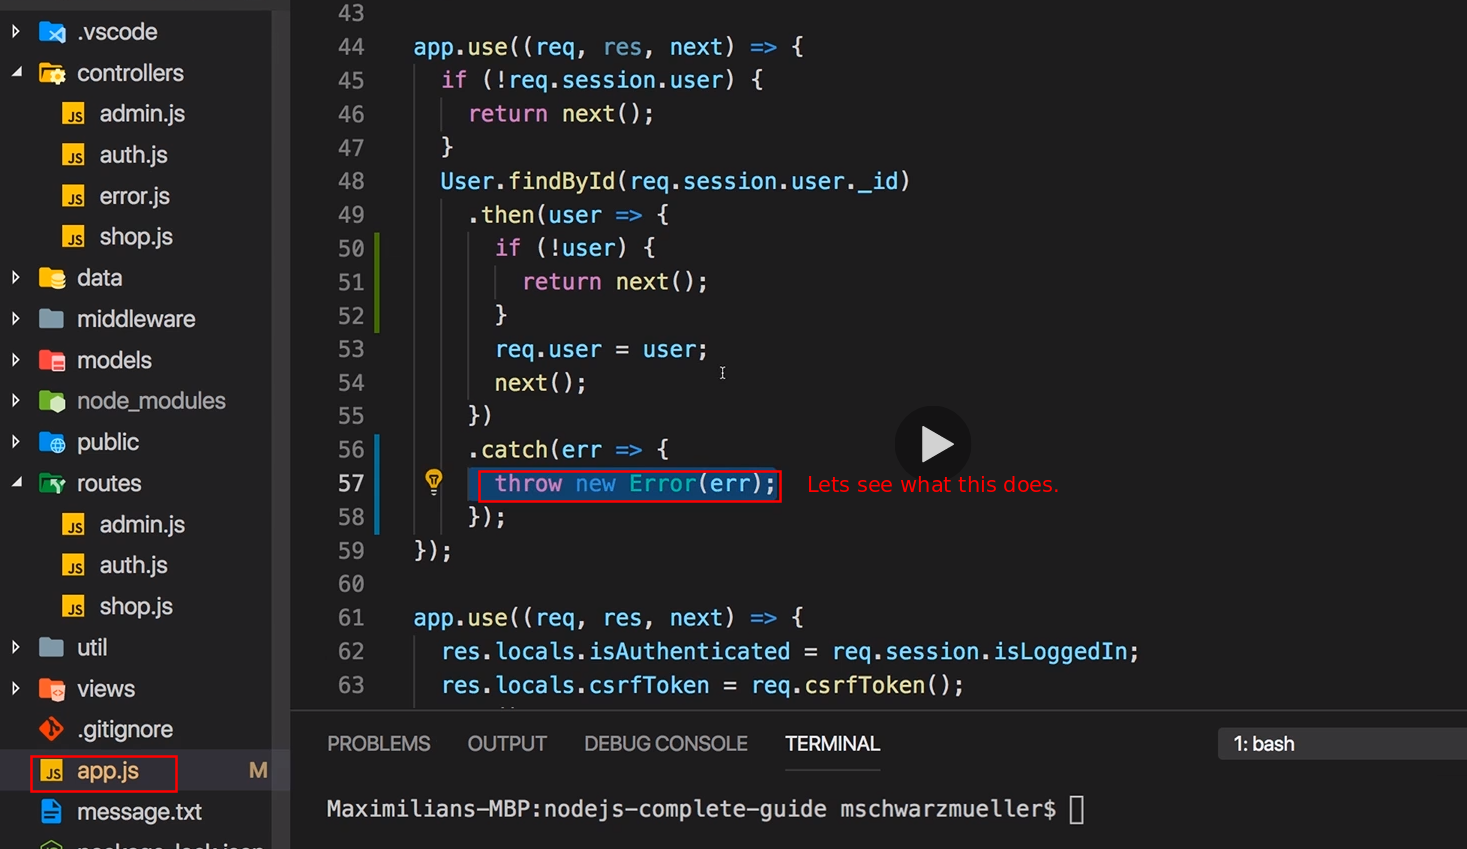 .vscode
controllers
admin.js
auth.js
error.js
shop.js
data
middleware
models
node_modules
public
routes
admin.js
auth.js
shop.js
util
views
.gitignore
app.js M
message.txt
package-lock.json
43
44 app.use((req, res, next) => {
45 if (!req.session.user) {
46 return next();
47 }
48 User.findById(req.session.user._id)
49 .then(user => {
50 if (!user) {
51 return next();
52 }
53 req.user = user;
54 next();
55 })
56 .catch(err => {
57 throw new Error(err); Lets see what this does.
58 });
59 });
60
61 app.use((req, res, next) => {
62 res.locals.isAuthenticated = req.session.isLoggedIn;
63 res.locals.csrfToken = req.csrfToken();
PROBLEMS OUTPUT DEBUG CONSOLE TERMINAL 1: bash
Maximilians-MBP:nodejs-complete-guide mschwarzmueller$